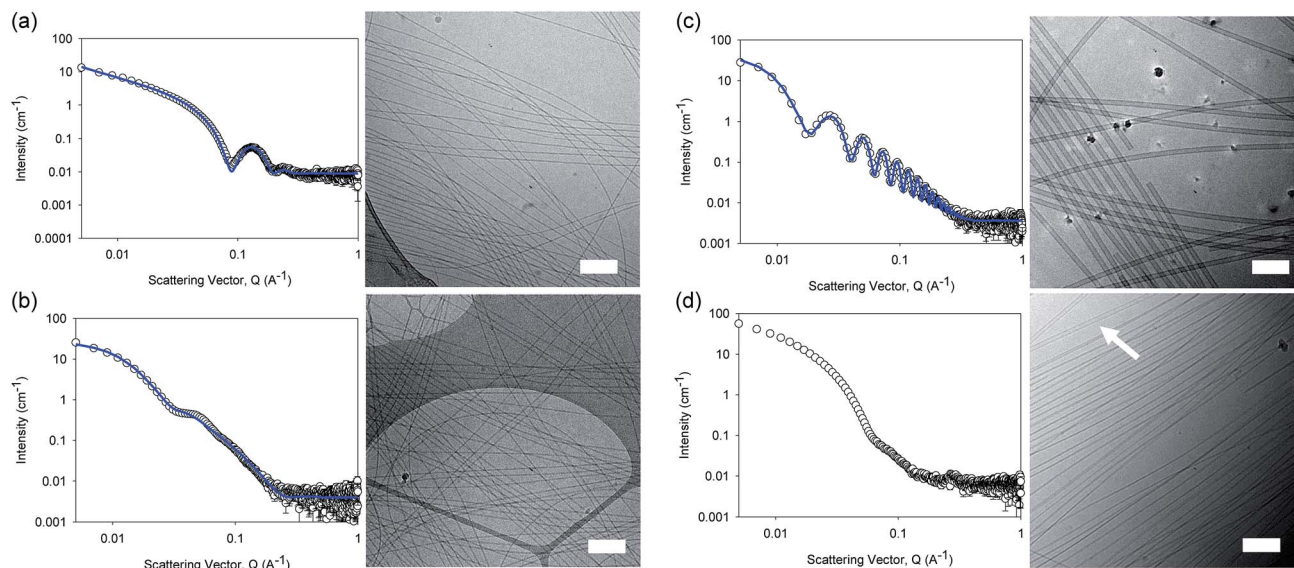 (a)
100
10
1
0.1
0.01
0.001
0.0001
Intensity (cm⁻¹)
0.01 0.1 1
Scattering Vector, Q (A⁻¹)
(b)
100
10
1
0.1
0.01
0.001
Intensity (cm⁻¹)
0.01 0.1 1
Scattering Vector, Q (A⁻¹)
(c)
100
10
1
0.1
0.01
0.001
Intensity (cm⁻¹)
0.01 0.1 1
Scattering Vector, Q (A⁻¹)
(d)
100
10
1
0.1
0.01
0.001
Intensity (cm⁻¹)
0.01 0.1 1
Scattering Vector, Q (A⁻¹)